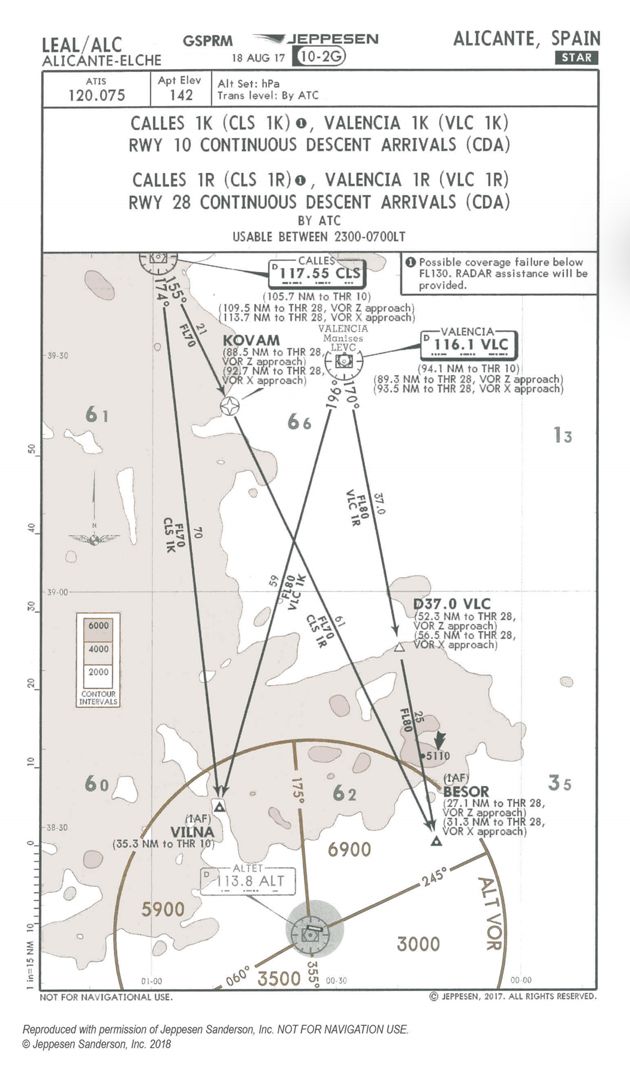 LEAL/ALC
ALICANTE-ELCHE
GSPRM
JEPPESEN
18 AUG 17
10-2G
ALICANTE, SPAIN
STAR
ATIS
120.075
Apt Elev
142
Alt Set: hPa
Trans level: By ATC
CALLES 1K (CLS 1K) ❶, VALENCIA 1K (VLC 1K)
RWY 10 CONTINUOUS DESCENT ARRIVALS (CDA)
CALLES 1R (CLS 1R) ❶, VALENCIA 1R (VLC 1R)
RWY 28 CONTINUOUS DESCENT ARRIVALS (CDA)
BY ATC
USABLE BETWEEN 2300-0700LT
❶ Possible coverage failure below
FL130. RADAR assistance will be
provided.
CALLES
D 117.55 CLS
(105.7 NM to THR 10)
(109.5 NM to THR 28, VOR Z approach)
(113.7 NM to THR 28, VOR X approach)
155°
174°
21
FL70
KOVAM
(88.5 NM to THR 28,
VOR Z approach)
(92.7 NM to THR 28,
VOR X approach)
VALENCIA
Manises
LEVC
VALENCIA
D 116.1 VLC
(94.1 NM to THR 10)
(89.3 NM to THR 28, VOR Z approach)
(93.5 NM to THR 28, VOR X approach)
39-30
196°
170°
61
66
13
50
37.0
FL80
VLC 1R
70
FL70
CLS 1K
N
40
59
FL80
VLC 1K
39-00
30
61
FL70
CLS 1R
D37.0 VLC
(52.3 NM to THR 28,
VOR Z approach)
(56.5 NM to THR 28,
VOR X approach)
6000
4000
2000
CONTOUR
INTERVALS
20
25
FL80
5110
10
60
62
35
175°
(IAF)
BESOR
(27.1 NM to THR 28,
VOR Z approach)
(31.3 NM to THR 28,
VOR X approach)
(IAF)
VILNA
(35.3 NM to THR 10)
38-30
0
6900
ALTET
D 113.8 ALT
245°
ALT VOR
5900
3000
10
060°
3500
355°
1 in=15 NM
01-00
00-30
00-00
NOT FOR NAVIGATIONAL USE.
© JEPPESEN, 2017. ALL RIGHTS RESERVED.
Reproduced with permission of Jeppesen Sanderson, Inc. NOT FOR NAVIGATION USE.
© Jeppesen Sanderson, Inc. 2018